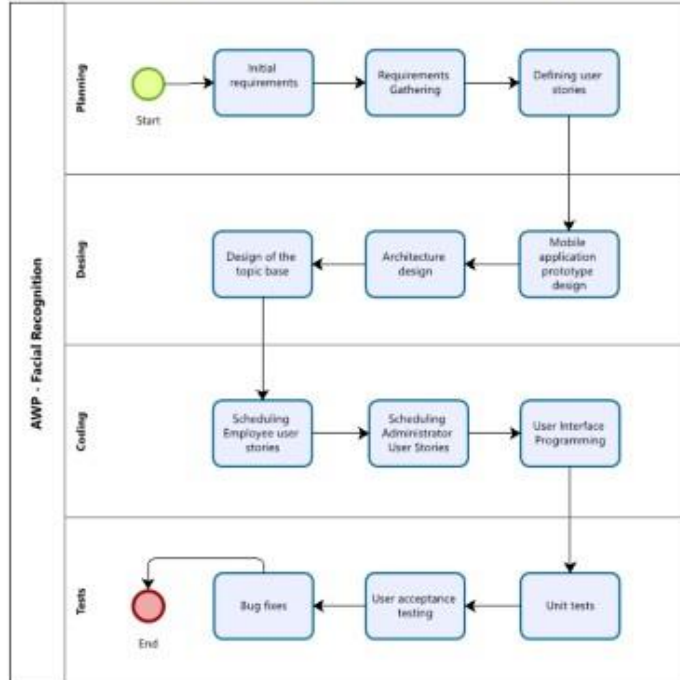 AWP - Facial Recognition
Planning
Start
Initial
requirements
Requirements
Gathering
Defining user
stories
Desing
Design of the
topic base
Architecture
design
Mobile
application
prototype
design
Coding
Scheduling
Employee user
stories
Scheduling
Administrator
User Stories
User Interface
Programming
Tests
End
Bug fixes
User acceptance
testing
Unit tests